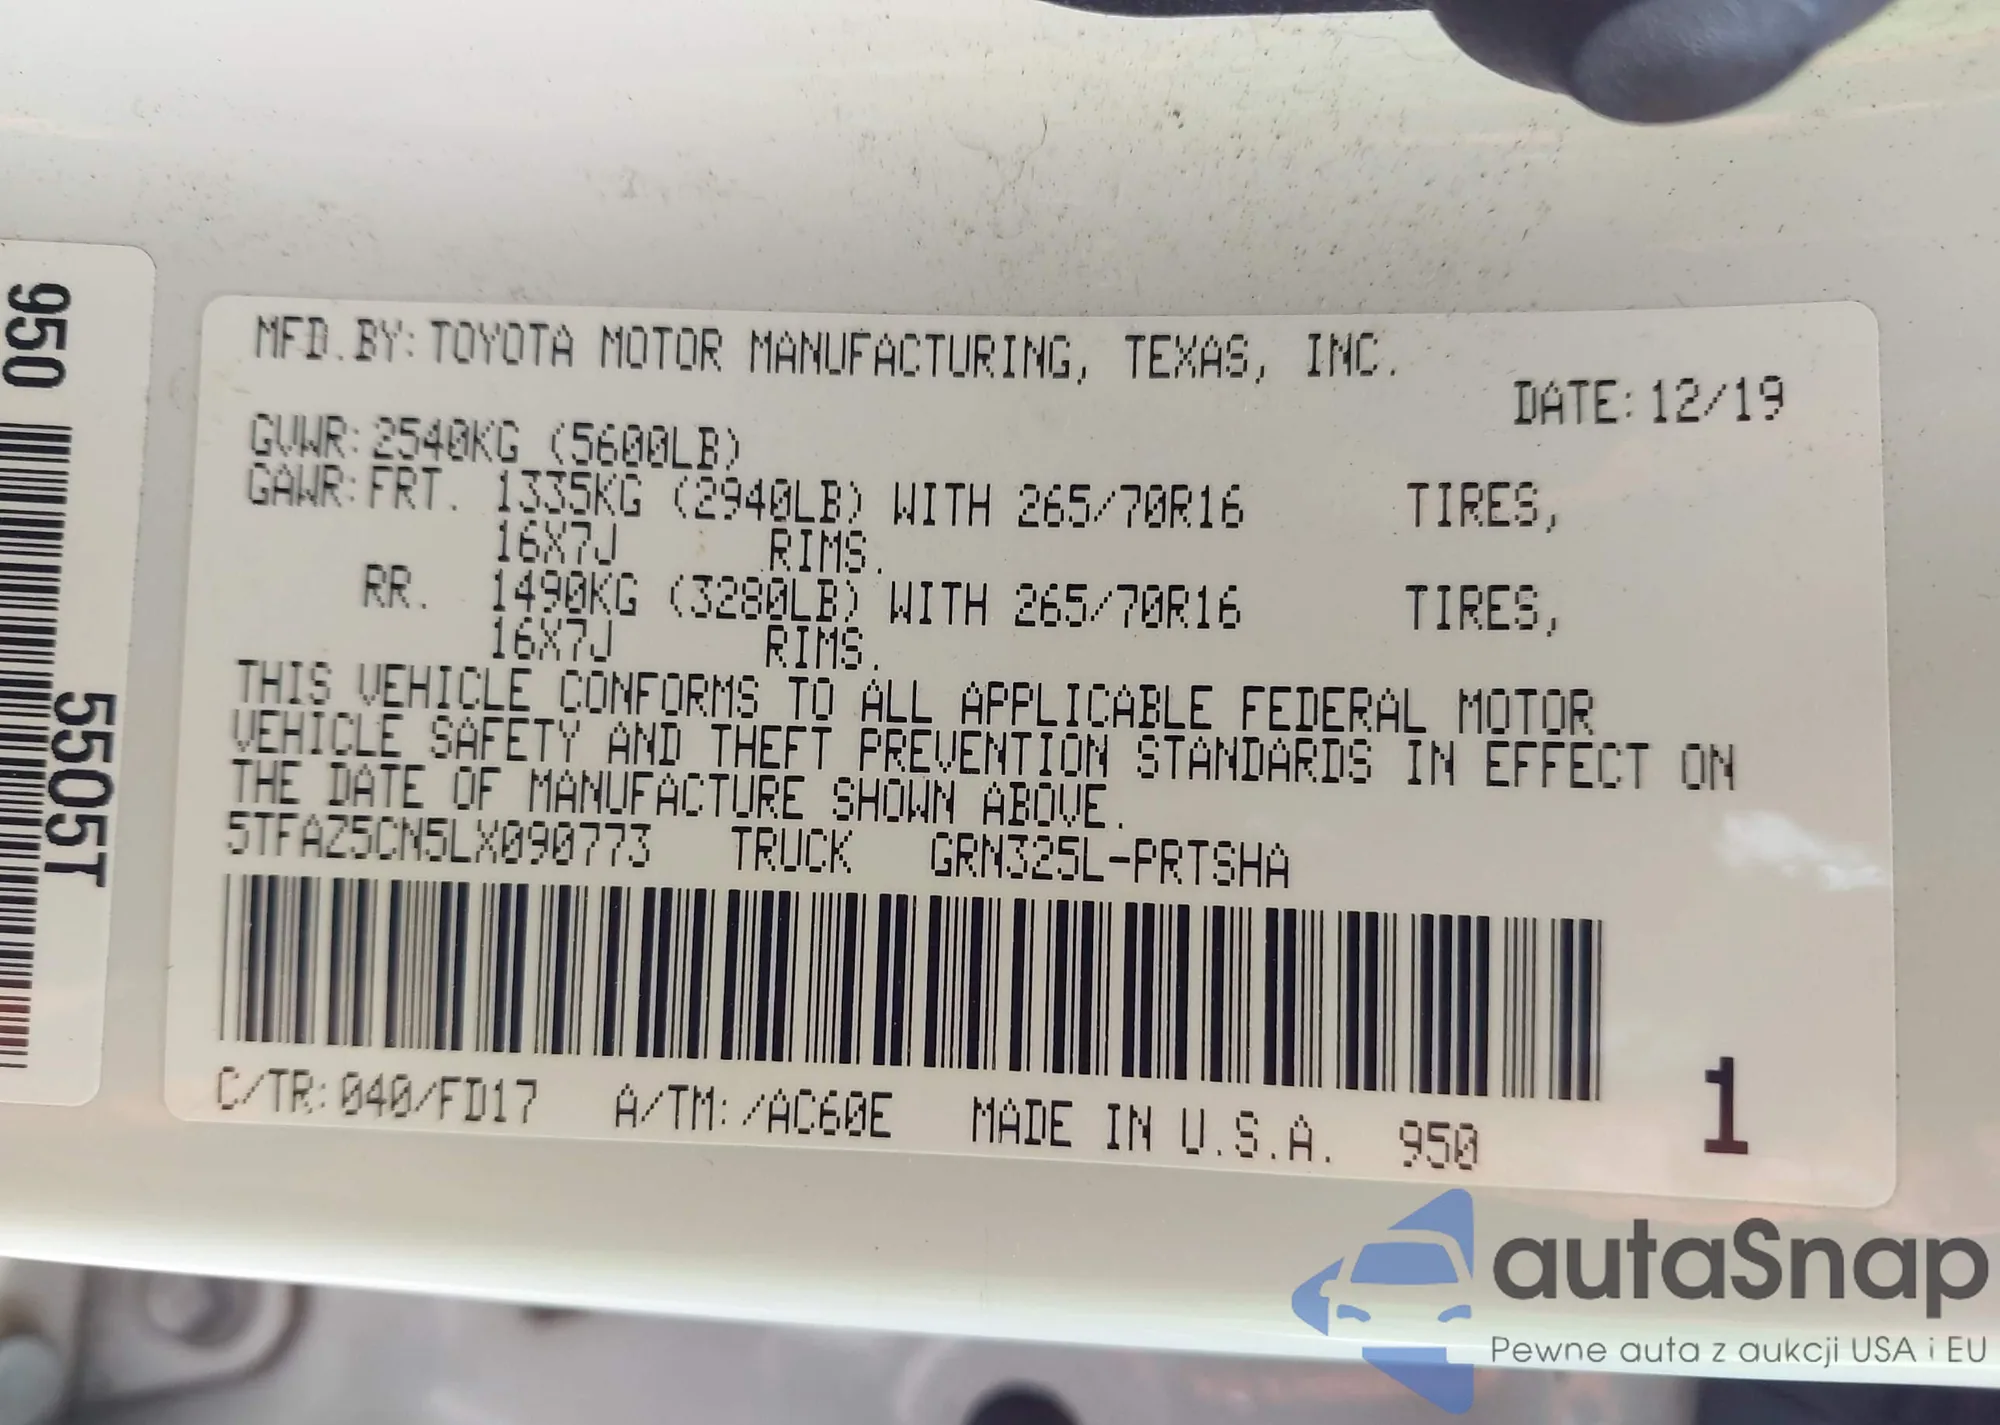 950
5505T
MFD.BY:TOYOTA MOTOR MANUFACTURING, TEXAS, INC.
DATE:12/19
GVWR:2540KG (5600LB)
GAWR:FRT. 1335KG (2940LB) WITH 265/70R16 TIRES,
16X7J RIMS.
RR. 1490KG (3280LB) WITH 265/70R16 TIRES,
16X7J RIMS.
THIS VEHICLE CONFORMS TO ALL APPLICABLE FEDERAL MOTOR
VEHICLE SAFETY AND THEFT PREVENTION STANDARDS IN EFFECT ON
THE DATE OF MANUFACTURE SHOWN ABOVE.
5TFAZ5CN5LX090773 TRUCK GRN325L-PRTSHA
C/TR:040/FD17 A/TM:/AC60E MADE IN U.S.A. 950
1
autaSnap
Pewne auta z aukcji USA i EU